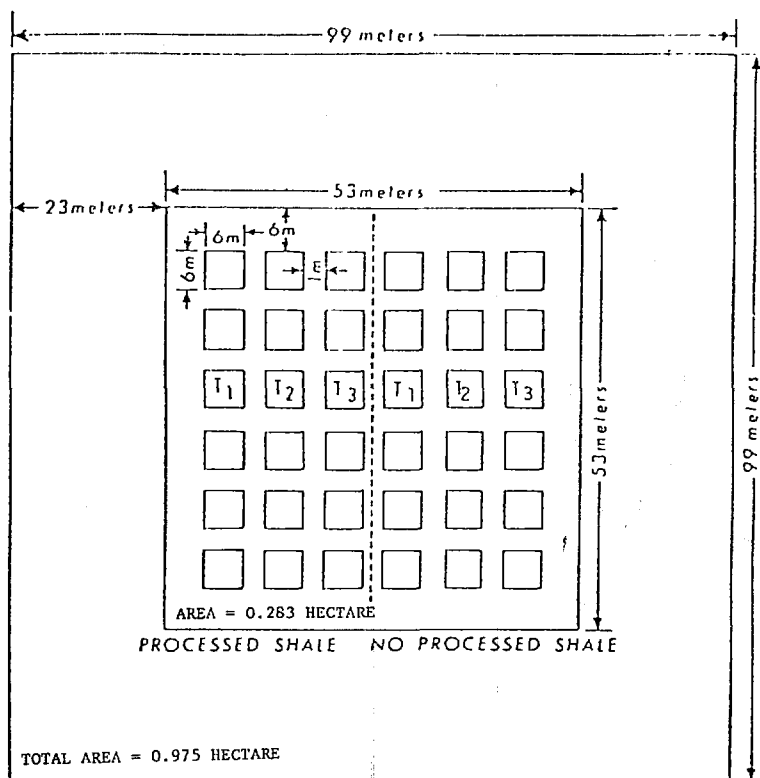 99 meters
53 meters
23 meters
6m
6m
6m
1m
T1 T2 T3 T1 T2 T3
53 meters
99 meters
AREA = 0.283 HECTARE
PROCESSED SHALE NO PROCESSED SHALE
TOTAL AREA = 0.975 HECTARE